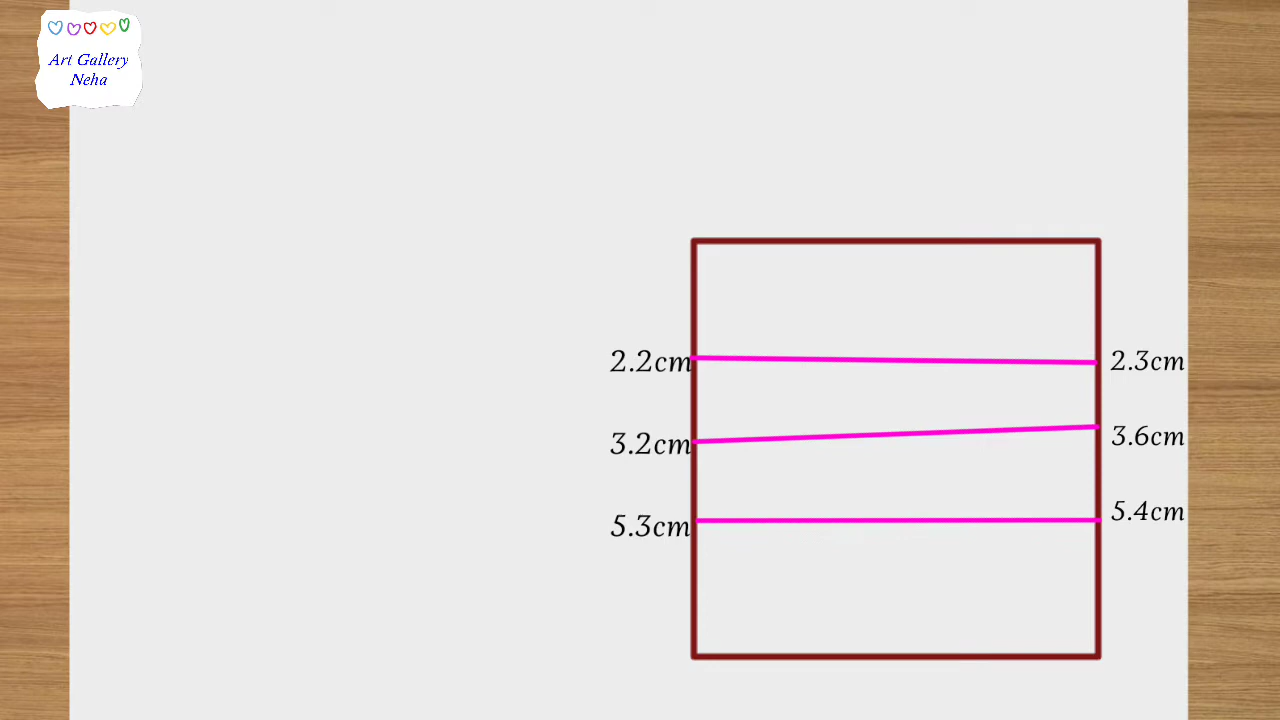 Art Gallery
Neha
2.2cm
2.3cm
3.2cm
3.6cm
5.3cm
5.4cm